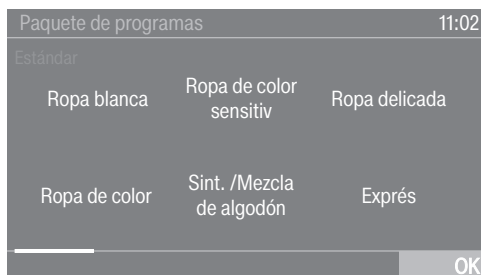 Paquete de programas 11:02
Estándar
Ropa blanca
Ropa de color
sensitiv
Ropa delicada
Ropa de color
Sint. /Mezcla
de algodón
Exprés
OK